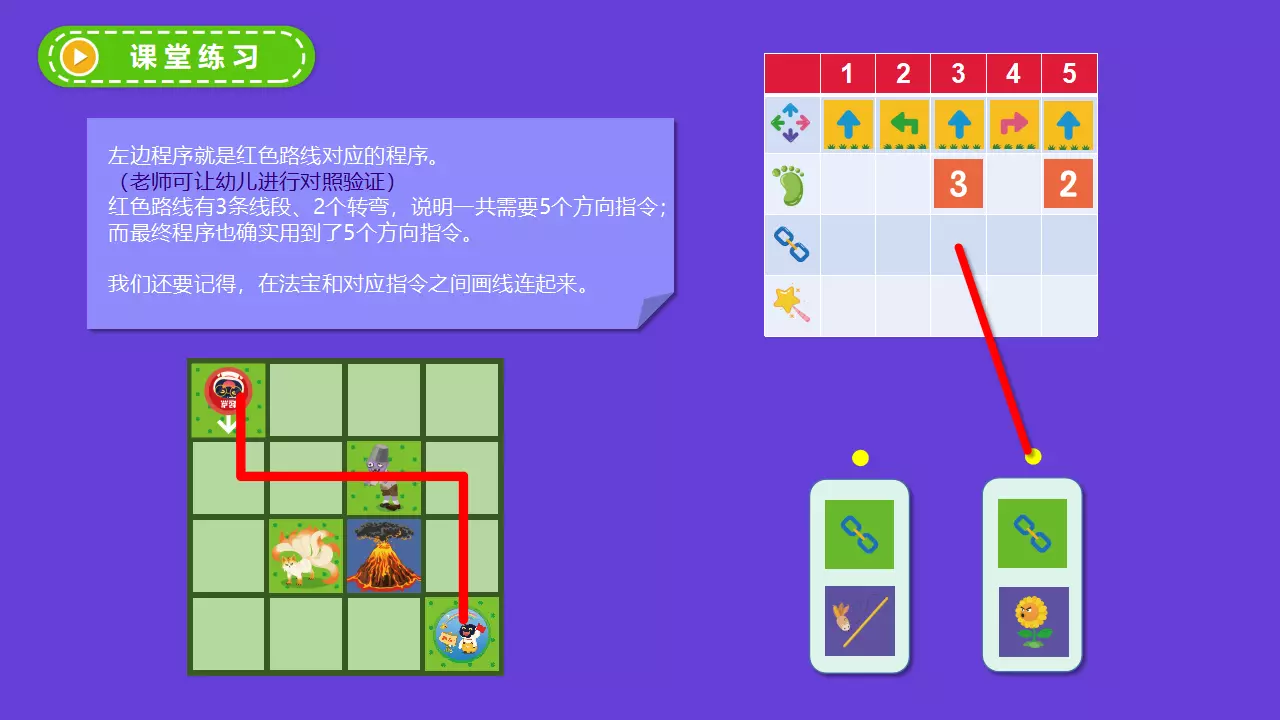 课堂练习
左边程序就是红色路线对应的程序。
（老师可让幼儿进行对照验证）
红色路线有3条线段、2个转弯，说明一共需要5个方向指令；
而最终程序也确实用到了5个方向指令。
我们还要记得，在法宝和对应指令之间画线连起来。
1 2 3 4 5
3 2